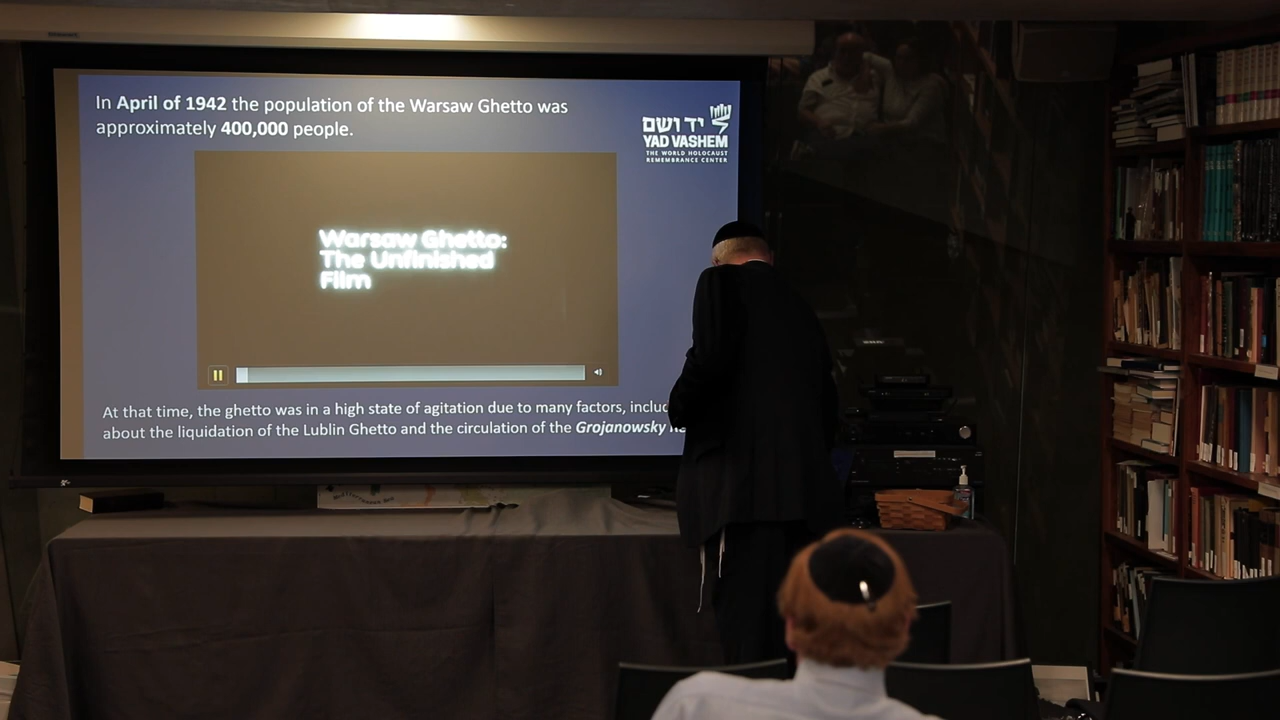 In April of 1942 the population of the Warsaw Ghetto was
approximately 400,000 people.
יד ושם
YAD VASHEM
THE WORLD HOLOCAUST
REMEMBRANCE CENTER
Warsaw Ghetto:
The Unfinished
Film
At that time, the ghetto was in a high state of agitation due to many factors, includ
about the liquidation of the Lublin Ghetto and the circulation of the Grojanowsky